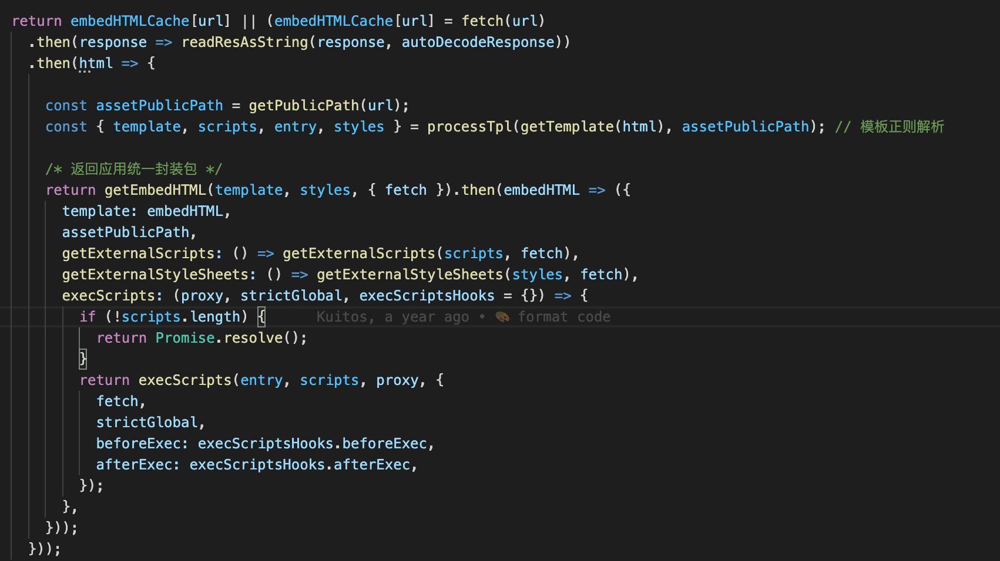 return embedHTMLCache[url] || (embedHTMLCache[url] = fetch(url)
.then(response => readResAsString(response, autoDecodeResponse))
.then(html => {
const assetPublicPath = getPublicPath(url);
const { template, scripts, entry, styles } = processTpl(getTemplate(html), assetPublicPath); // 模板正则解析
/* 返回应用统一封装包 */
return getEmbedHTML(template, styles, { fetch }).then(embedHTML => ({
template: embedHTML,
assetPublicPath,
getExternalScripts: () => getExternalScripts(scripts, fetch),
getExternalStyleSheets: () => getExternalStyleSheets(styles, fetch),
execScripts: (proxy, strictGlobal, execScriptsHooks = {}) => {
if (!scripts.length) { Kuitos, a year ago • 🎨 format code
return Promise.resolve();
}
return execScripts(entry, scripts, proxy, {
fetch,
strictGlobal,
beforeExec: execScriptsHooks.beforeExec,
afterExec: execScriptsHooks.afterExec,
});
},
}));
}));